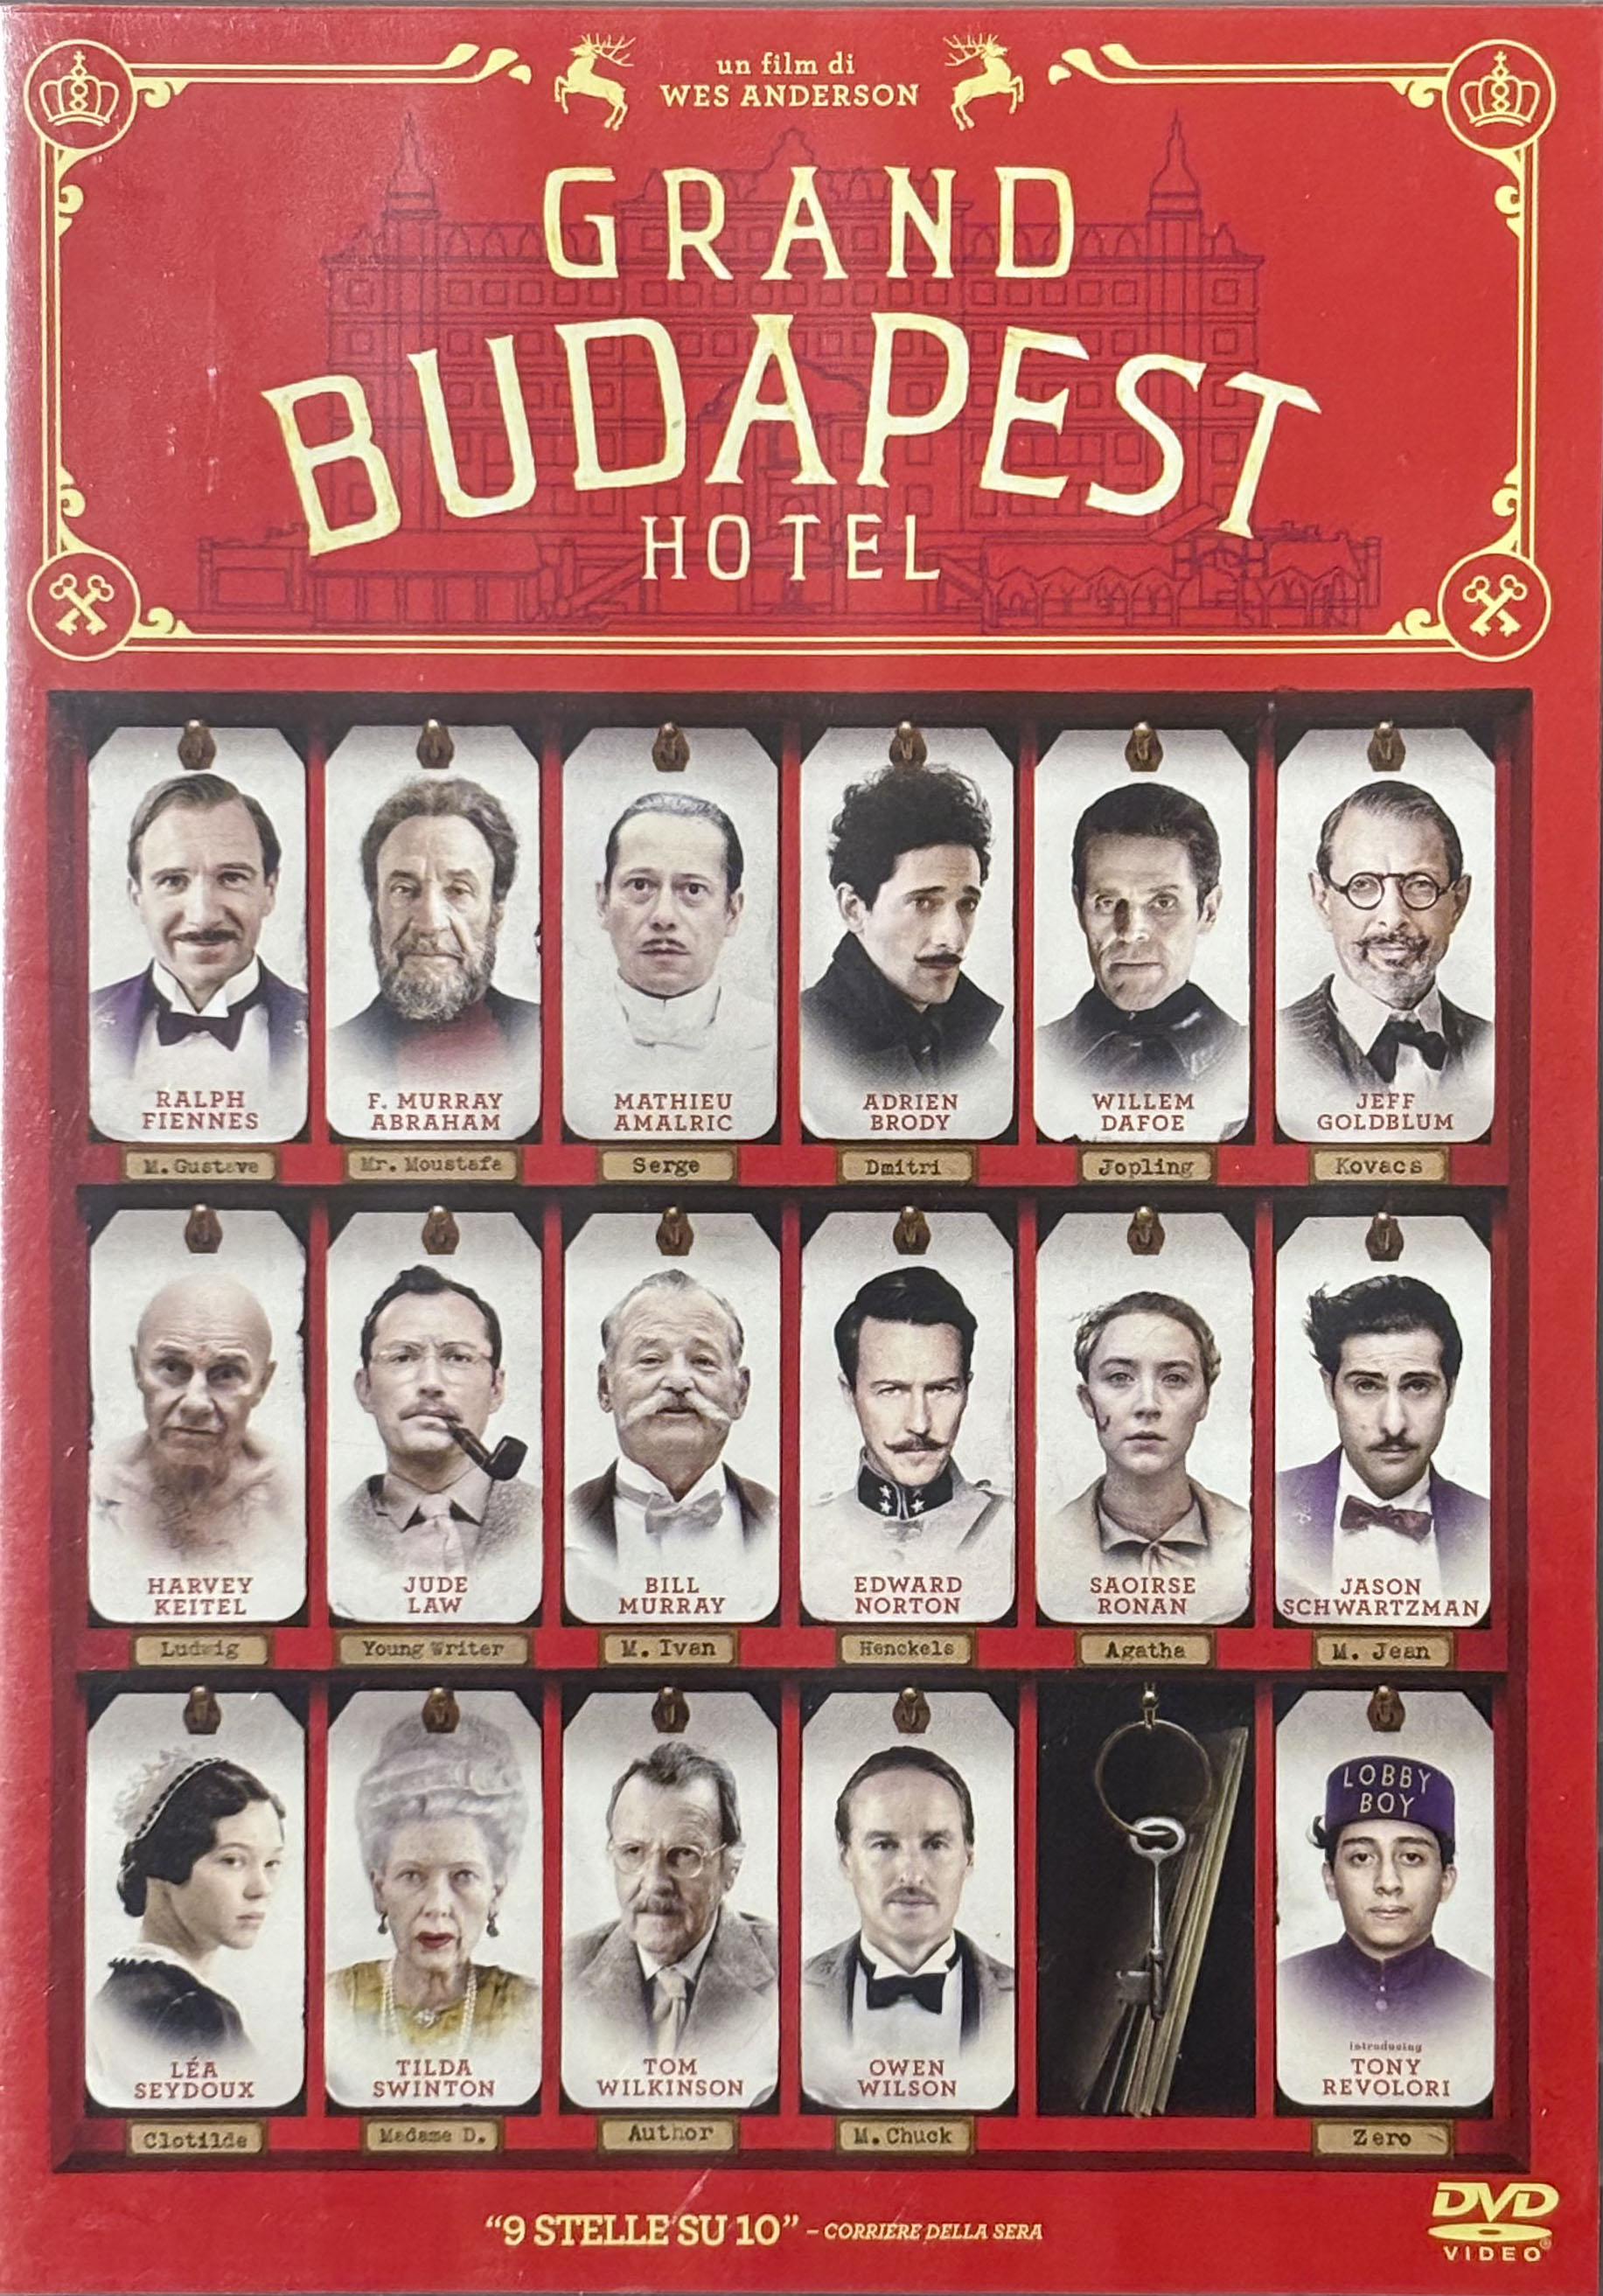 un film di
WES ANDERSON
GRAND
BUDAPEST
HOTEL
RALPH
FIENNES
M. Gustave
F. MURRAY
ABRAHAM
Mr. Moustafa
MATHIEU
AMALRIC
Serge
ADRIEN
BRODY
Dmitri
WILLEM
DAFOE
Jopling
JEFF
GOLDBLUM
Kovacs
HARVEY
KEITEL
Ludwig
JUDE
LAW
Young Writer
BILL
MURRAY
M. Ivan
EDWARD
NORTON
Henckels
SAOIRSE
RONAN
Agatha
JASON
SCHWARTZMAN
M. Jean
LÉA
SEYDOUX
Clotilde
TILDA
SWINTON
Madame D.
TOM
WILKINSON
Author
OWEN
WILSON
M. Chuck
LOBBY
BOY
introducing
TONY
REVOLORI
Zero
“9 STELLE SU 10” – CORRIERE DELLA SERA
DVD
VIDEO